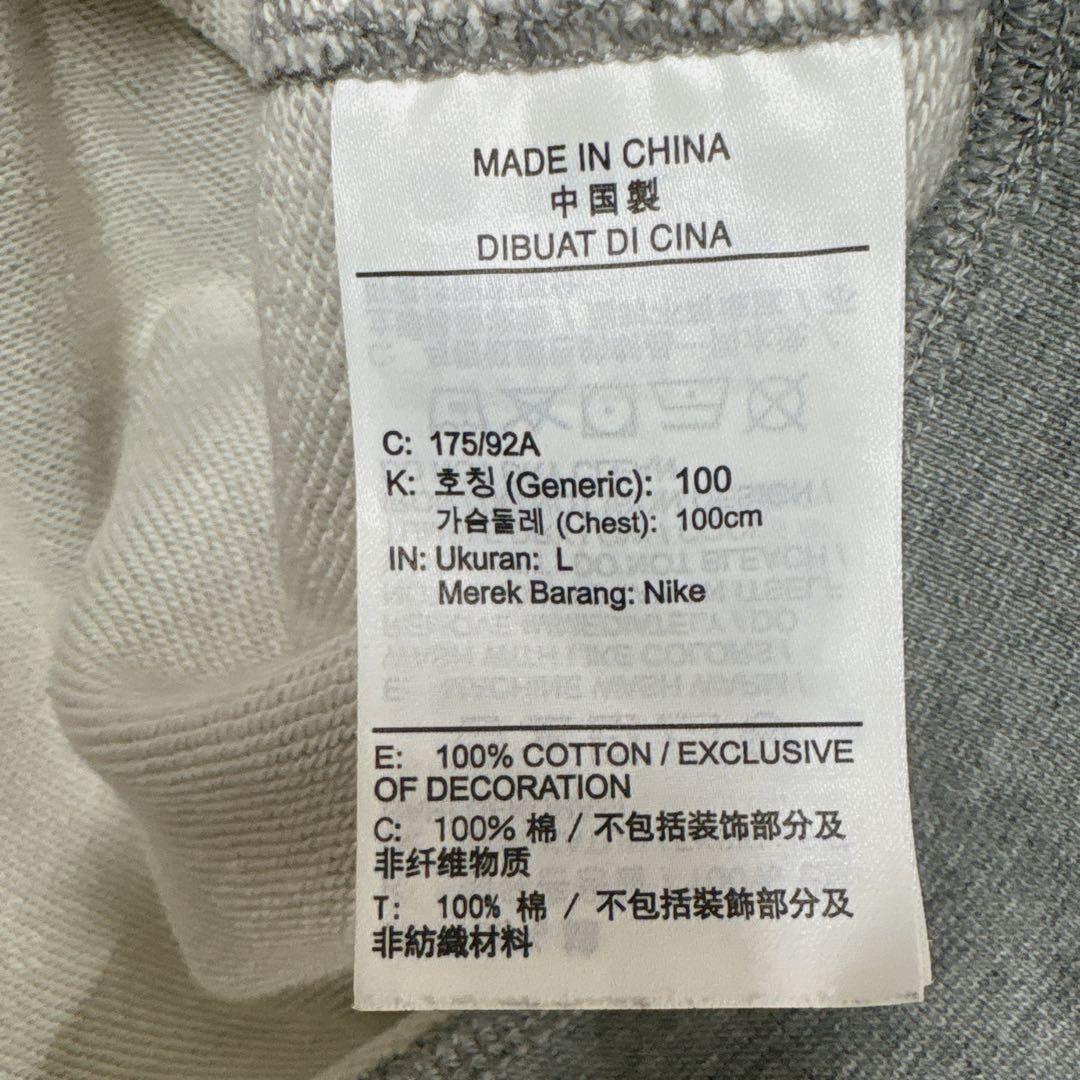 MADE IN CHINA
中国製
DIBUAT DI CINA
C: 175/92A
K: 호칭 (Generic): 100
가슴둘레 (Chest): 100cm
IN: Ukuran: L
Merek Barang: Nike
E: 100% COTTON / EXCLUSIVE
OF DECORATION
C: 100% 棉 / 不包括装饰部分及
非纤维物质
T: 100% 棉 / 不包括裝飾部分及
非紡織材料